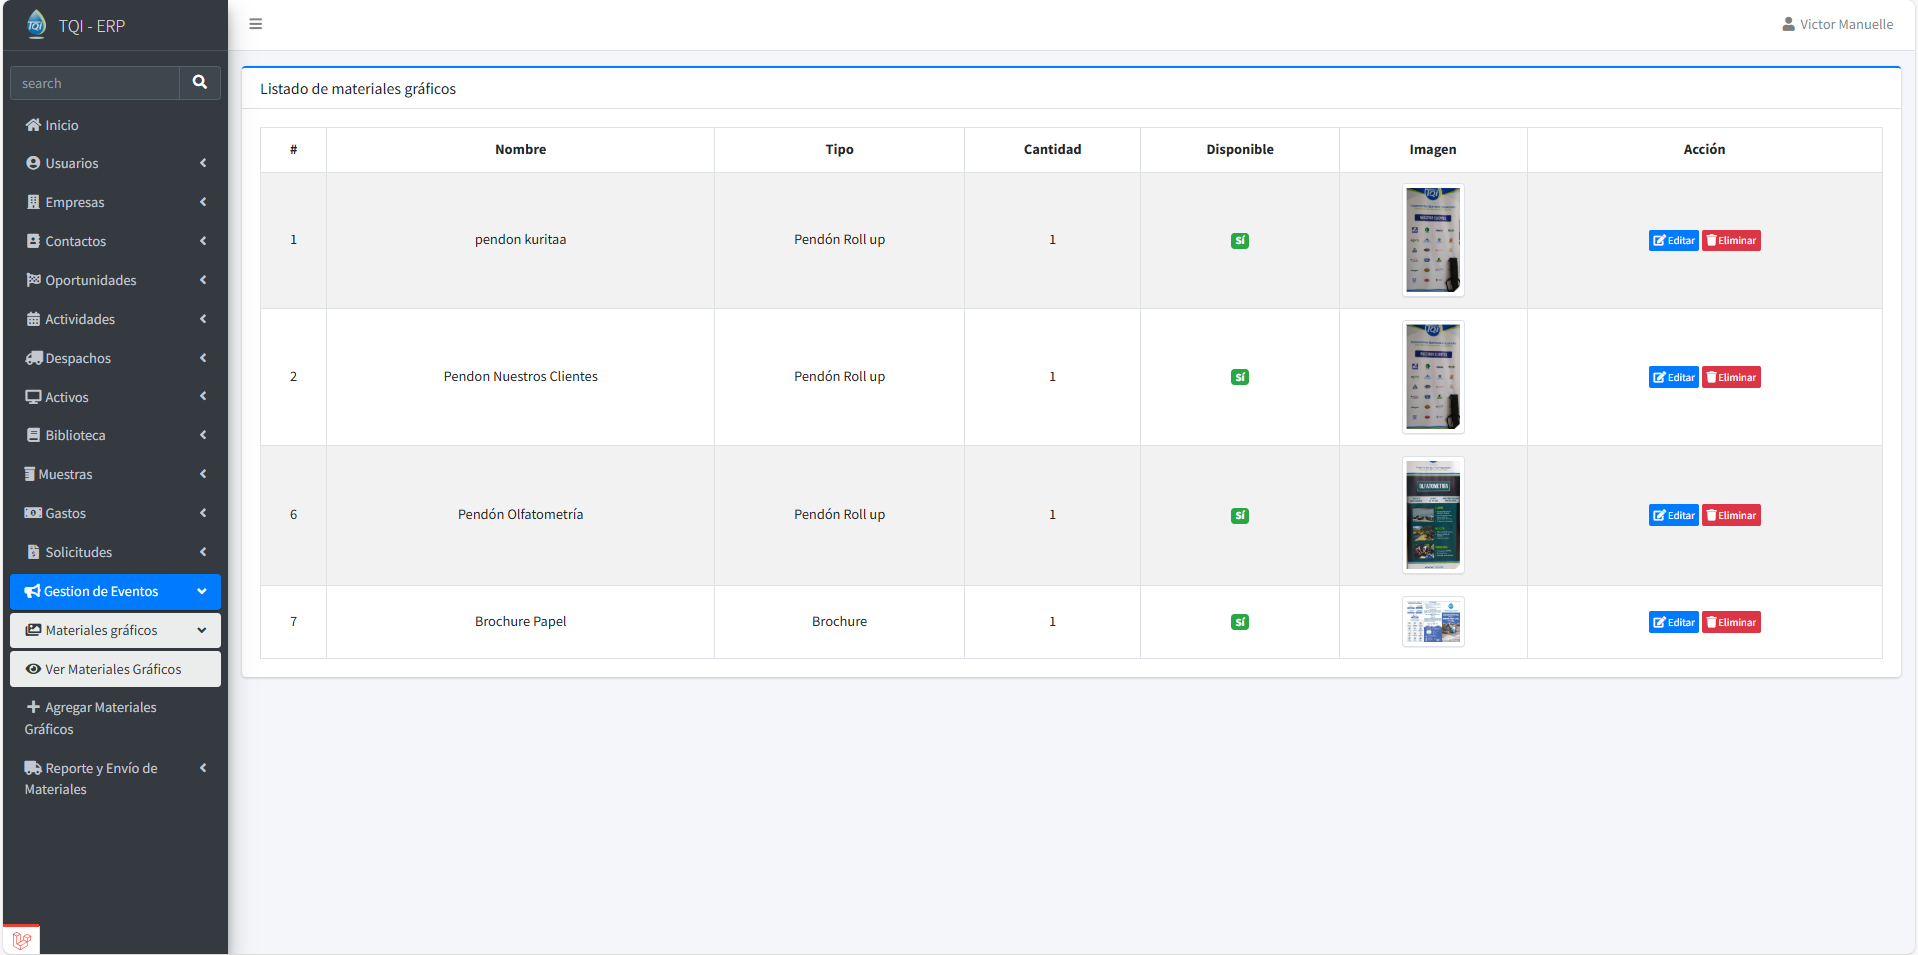 TQI
TQI - ERP
Victor Manuelle
search
Inicio
Usuarios
Empresas
Contactos
Oportunidades
Actividades
Despachos
Activos
Biblioteca
Muestras
Gastos
Solicitudes
Gestion de Eventos
Materiales gráficos
Ver Materiales Gráficos
Agregar Materiales
Gráficos
Reporte y Envío de
Materiales
Listado de materiales gráficos
# Nombre Tipo Cantidad Disponible Imagen Acción
TQI
1 pendon kuritaa Pendón Roll up 1 Sí Editar Eliminar
TQI
2 Pendon Nuestros Clientes Pendón Roll up 1 Sí Editar Eliminar
OLFATOMETRIA
6 Pendón Olfatometría Pendón Roll up 1 Sí Editar Eliminar
7 Brochure Papel Brochure 1 Sí Editar Eliminar